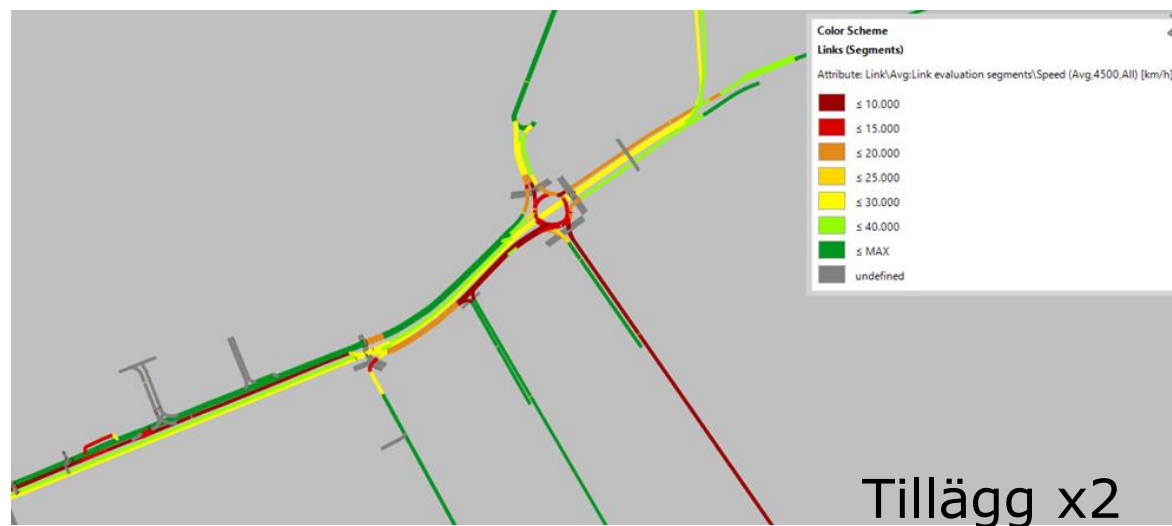 Color Scheme
Links (Segments)
Attribute: Link\Avg:Link evaluation segments\Speed (Avg,4500,All) [km/h]
≤ 10.000
≤ 15.000
≤ 20.000
≤ 25.000
≤ 30.000
≤ 40.000
≤ MAX
undefined
Tillägg x2